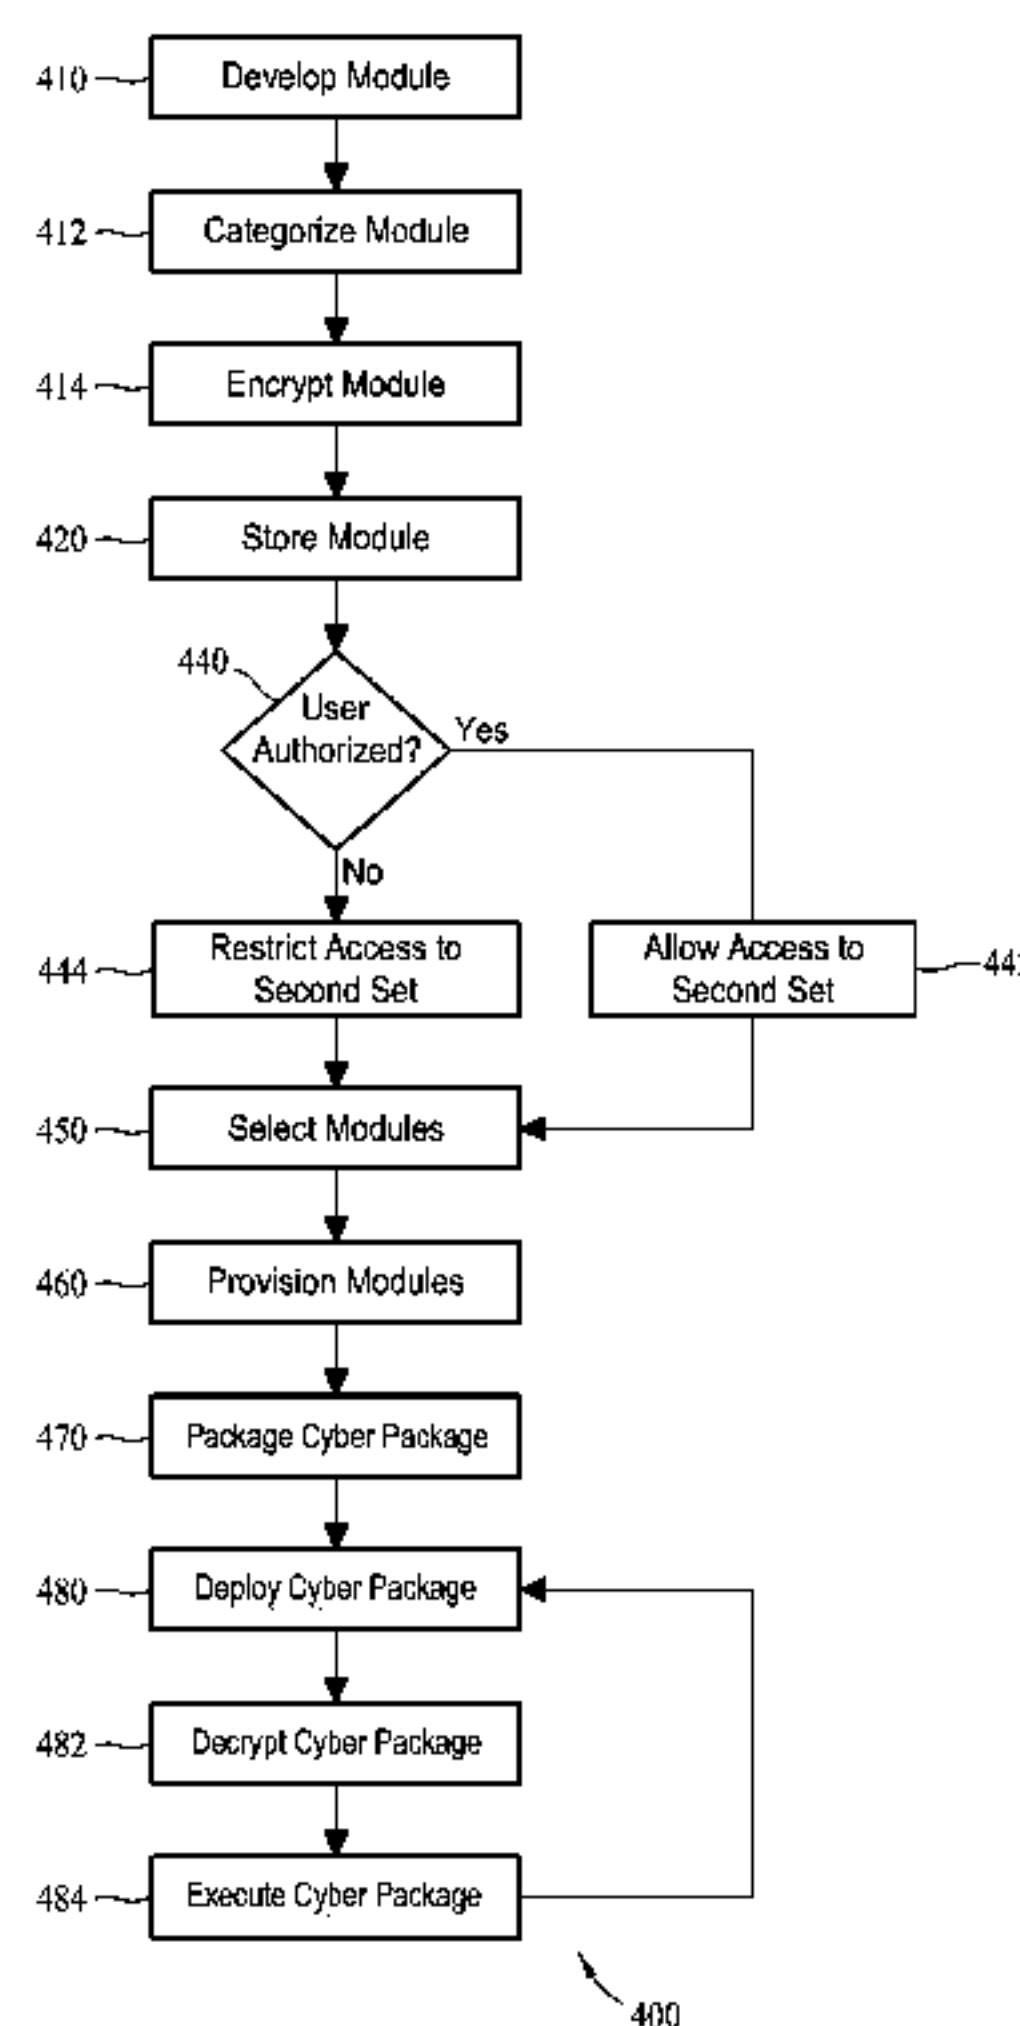 410 Develop Module
412 Categorize Module
414 Encrypt Module
420 Store Module
440
User
Authorized?
Yes
No
444
Restrict Access to
Second Set
Allow Access to
Second Set
450 Select Modules
460 Provision Modules
470 Package Cyber Package
480 Deploy Cyber Package
482 Decrypt Cyber Package
484 Execute Cyber Package
400